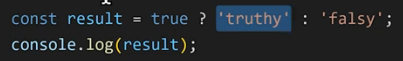 const result = true ? 'truthy' : 'falsy';
console.log(result);